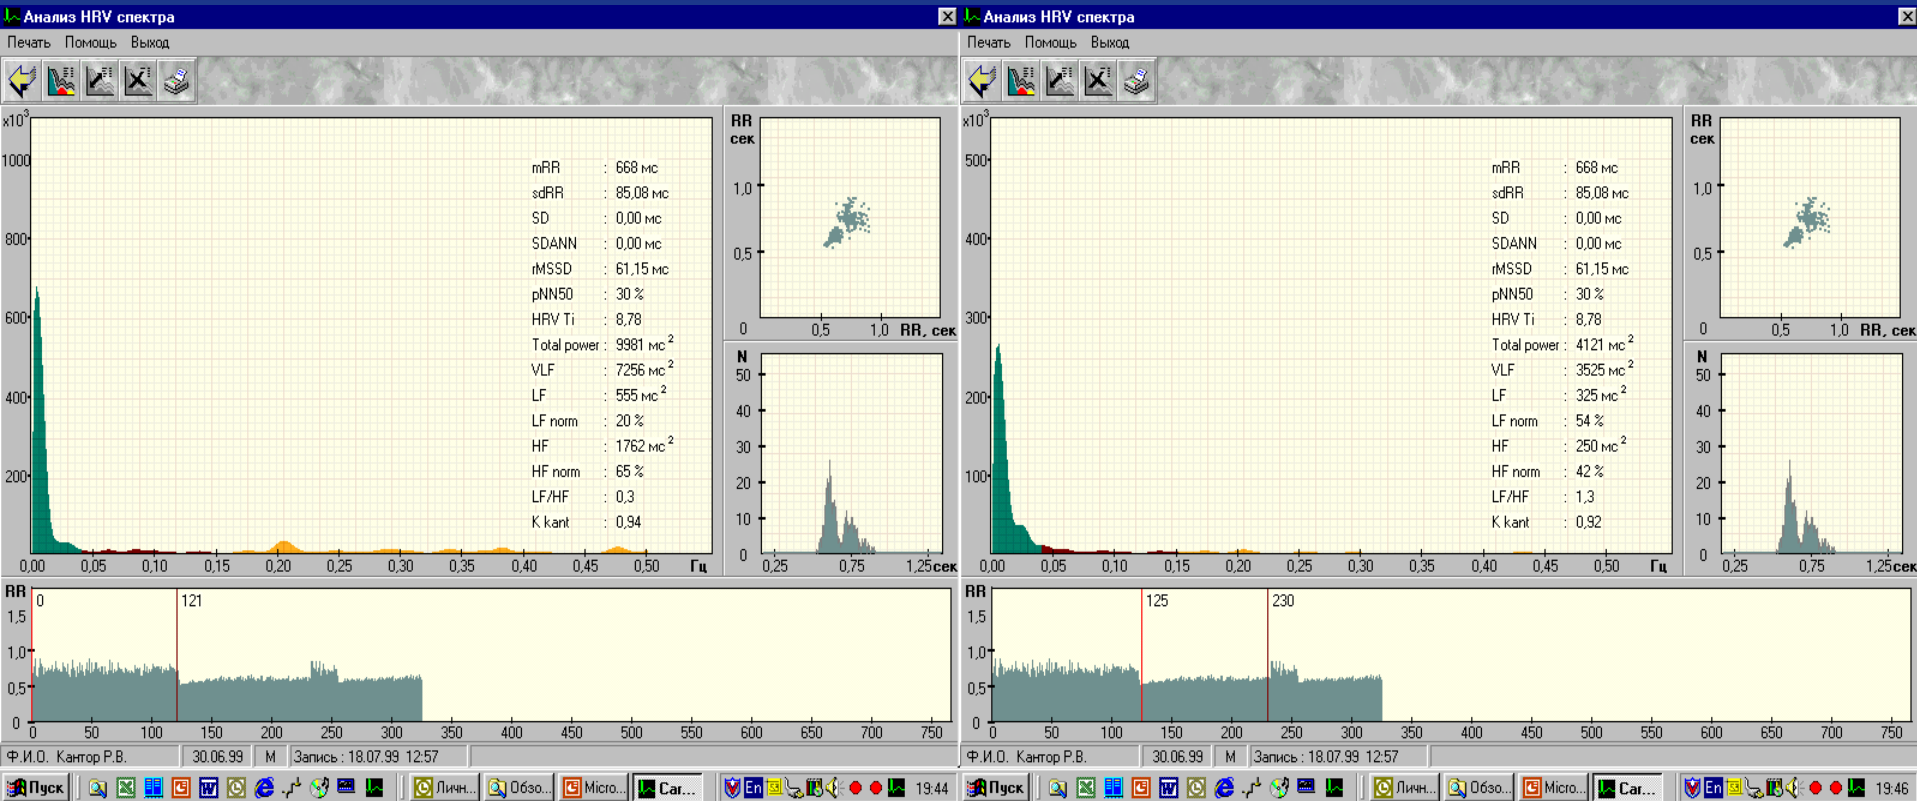 Анализ HRV спектра
Печать Помощь Выход
x10³
1000
800
600
400
200
0,00 0,05 0,10 0,15 0,20 0,25 0,30 0,35 0,40 0,45 0,50 Гц
mRR : 668 мс
sdRR : 85,08 мс
SD : 0,00 мс
SDANN : 0,00 мс
rMSSD : 61,15 мс
pNN50 : 30 %
HRV Ti : 8,78
Total power : 9981 мс²
VLF : 7256 мс²
LF : 555 мс²
LF norm : 20 %
HF : 1762 мс²
HF norm : 65 %
LF/HF : 0,3
K kant : 0,94
RR
сек
1,0
0,5
0 0,5 1,0 RR, сек
N
50
40
30
20
10
0
0,25 0,75 1,25сек
RR
0 121
1,5
1,0
0,5
0
0 50 100 150 200 250 300 350 400 450 500 550 600 650 700 750
Ф.И.О. Кантор Р.В. 30.06.99 М Запись : 18.07.99 12:57
Пуск Личн... Обзо... Micro... Car... En 19:44
Анализ HRV спектра
Печать Помощь Выход
x10³
500
400
300
200
100
0,00 0,05 0,10 0,15 0,20 0,25 0,30 0,35 0,40 0,45 0,50 Гц
mRR : 668 мс
sdRR : 85,08 мс
SD : 0,00 мс
SDANN : 0,00 мс
rMSSD : 61,15 мс
pNN50 : 30 %
HRV Ti : 8,78
Total power : 4121 мс²
VLF : 3525 мс²
LF : 325 мс²
LF norm : 54 %
HF : 250 мс²
HF norm : 42 %
LF/HF : 1,3
K kant : 0,92
RR
сек
1,0
0,5
0 0,5 1,0 RR, сек
N
50
40
30
20
10
0
0,25 0,75 1,25сек
RR
125 230
1,5
1,0
0,5
0
0 50 100 150 200 250 300 350 400 450 500 550 600 650 700 750
Ф.И.О. Кантор Р.В. 30.06.99 М Запись : 18.07.99 12:57
Пуск Личн... Обзо... Micro... Car... En 19:46